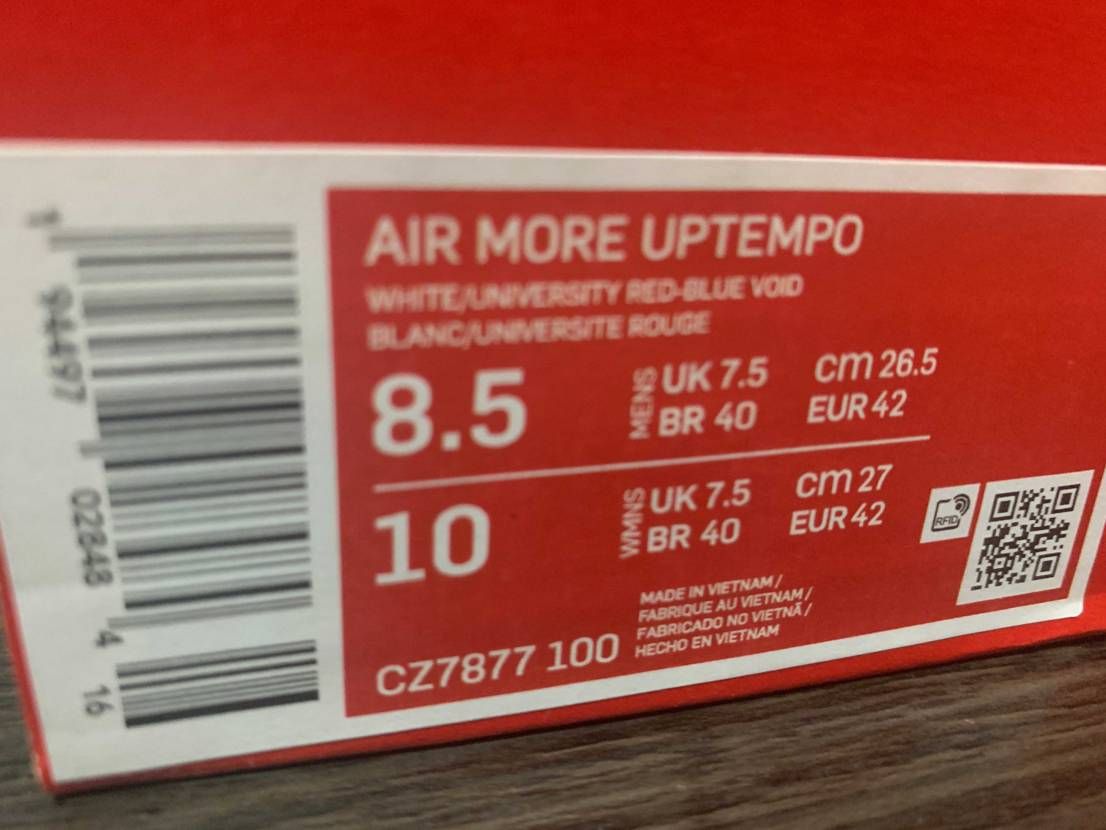 AIR MORE UPTEMPO
WHITE/UNIVERSITY RED-BLUE VOID
BLANC/UNIVERSITE ROUGE
8.5 MENS UK 7.5 cm 26.5
BR 40 EUR 42
10 WMNS UK 7.5 cm 27
BR 40 EUR 42
RFID
MADE IN VIETNAM /
FABRIQUE AU VIETNAM /
FABRICADO NO VIETNÃ /
HECHO EN VIETNAM
CZ7877 100
1 94497 02848 4 16